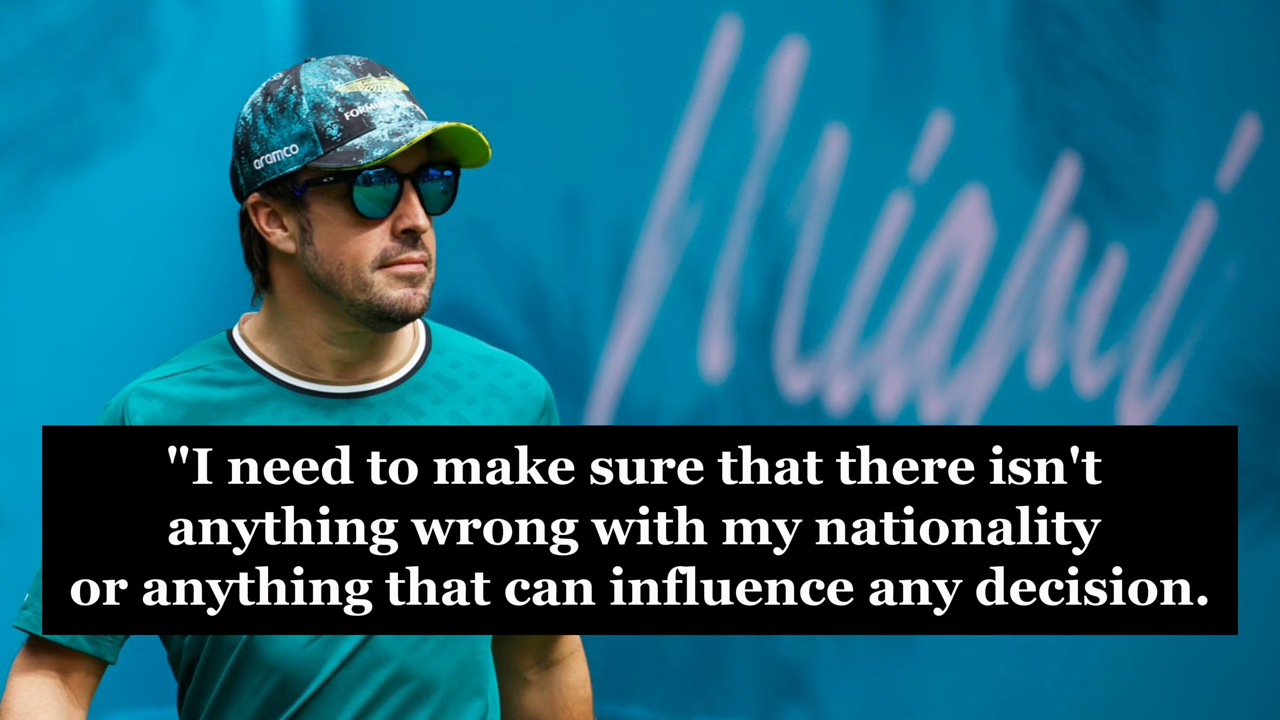 aramco
Miami
"I need to make sure that there isn't
anything wrong with my nationality
or anything that can influence any decision.